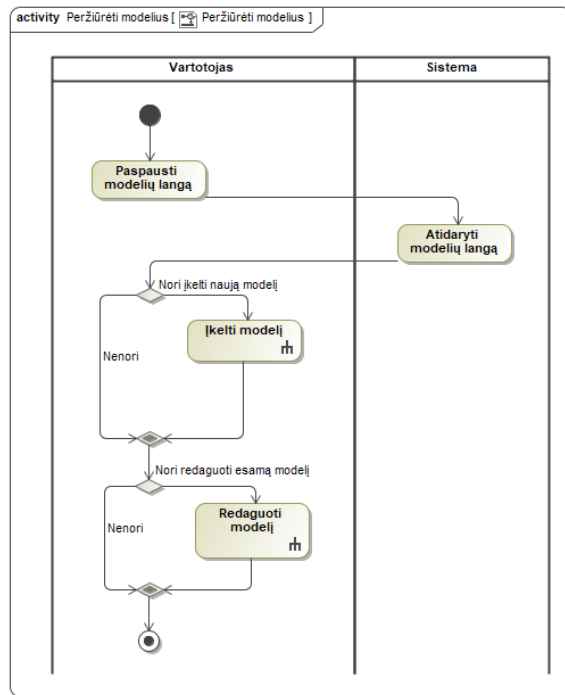 activity Peržiūrėti modelius [ Peržiūrėti modelius ]
Vartotojas
Sistema
Paspausti
modelių langą
Atidaryti
modelių langą
Nori įkelti naują modelį
Įkelti modelį
Nenori
Nori redaguoti esamą modelį
Redaguoti
modelį
Nenori